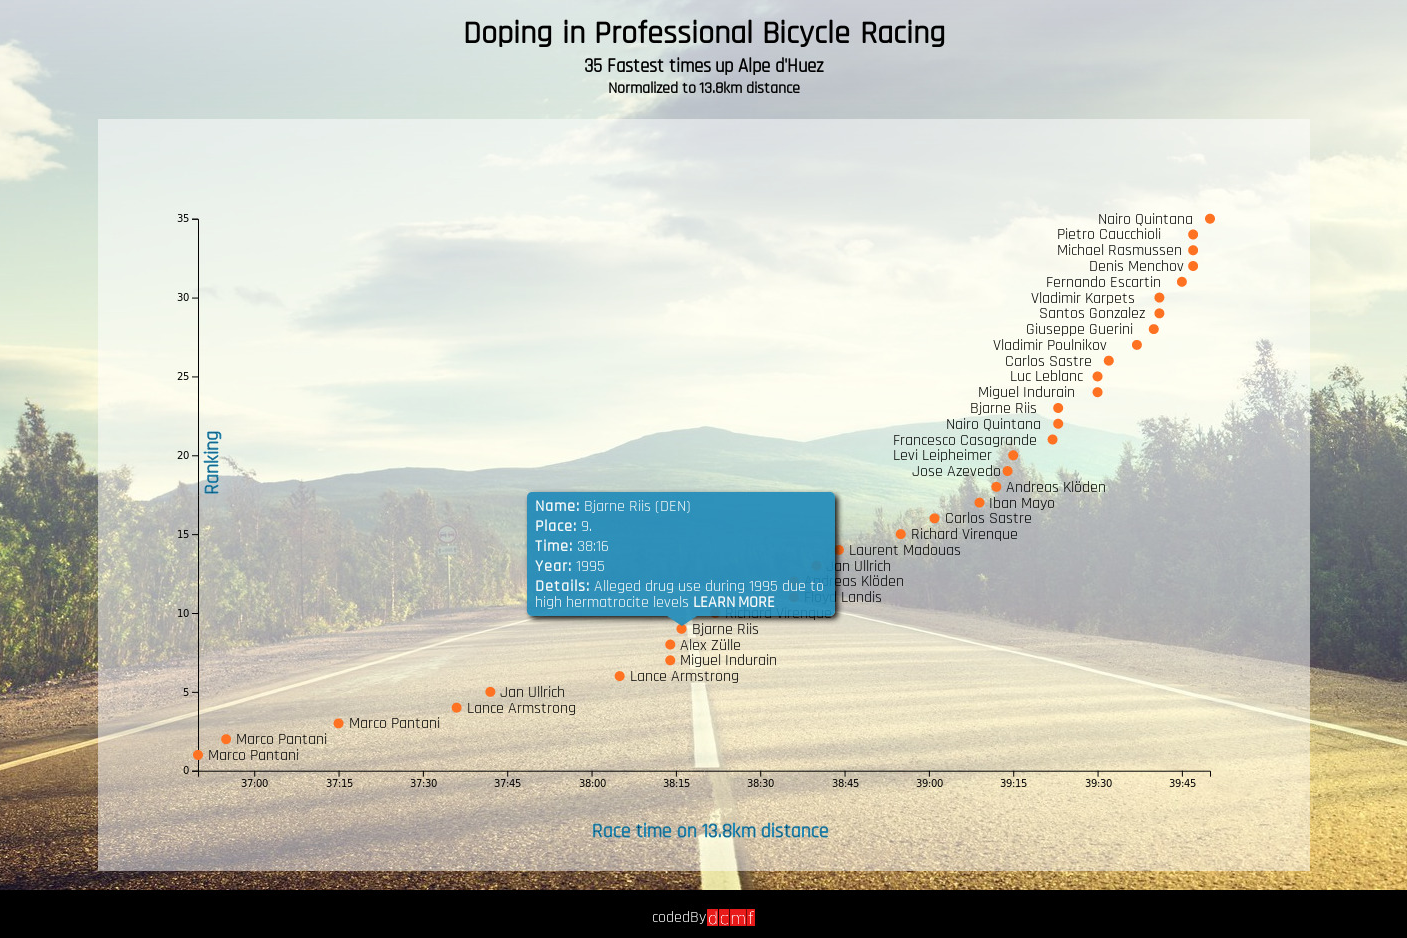 Doping in Professional Bicycle Racing
35 Fastest times up Alpe d'Huez
Normalized to 13.8km distance
35
30
25
20
15
10
5
0
Ranking
Nairo Quintana
Pietro Caucchioli
Michael Rasmussen
Denis Menchov
Fernando Escartin
Vladimir Karpets
Santos Gonzalez
Giuseppe Guerini
Vladimir Poulnikov
Carlos Sastre
Luc Leblanc
Miguel Indurain
Bjarne Riis
Nairo Quintana
Francesco Casagrande
Levi Leipheimer
Jose Azevedo
Andreas Klöden
Iban Mayo
Carlos Sastre
Richard Virenque
Laurent Madouas
Jan Ullrich
Andreas Klöden
Floyd Landis
Richard Virenque
Name: Bjarne Riis (DEN)
Place: 9.
Time: 38:16
Year: 1995
Details: Alleged drug use during 1995 due to
high hermatrocite levels LEARN MORE
Bjarne Riis
Alex Zülle
Miguel Indurain
Lance Armstrong
Jan Ullrich
Lance Armstrong
Marco Pantani
Marco Pantani
Marco Pantani
37:00 37:15 37:30 37:45 38:00 38:15 38:30 38:45 39:00 39:15 39:30 39:45
Race time on 13.8km distance
codedBy dcmf